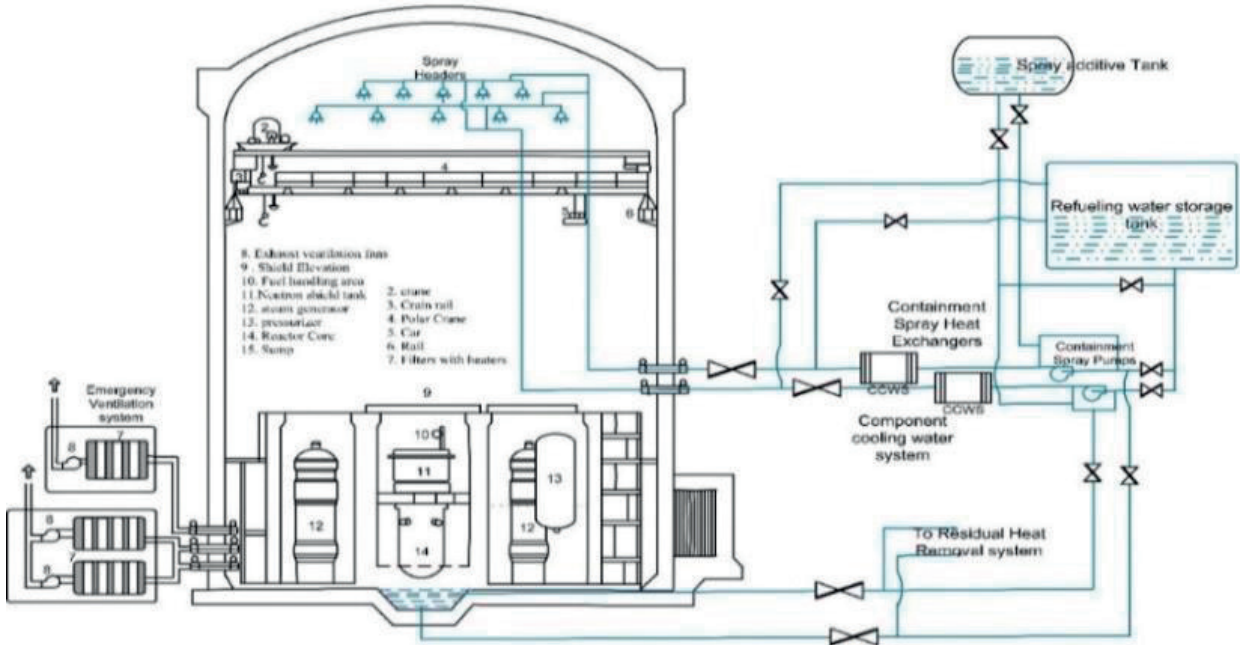 Spray
Headers
Spray additive Tank
2
4
3
5
6
Refueling water storage
tank
8. Exhaust ventilation fans
9 . Shield Elevation
10. Fuel handling area
11.Neutron shield tank
12. steam generator
13. pressurizer
14. Reactor Core
15. Sump
2. crane
3. Crain rail
4. Polar Crane
5. Car
6. Rail
7. Filters with heaters
Containment
Spray Heat
Exchangers
Containment
Spray Pumps
CCWS
CCWS
Component
cooling water
system
Emergency
Ventilation
system
7
8
8
7
8
9
10
11
12
12
13
14
To Residual Heat
Removal system